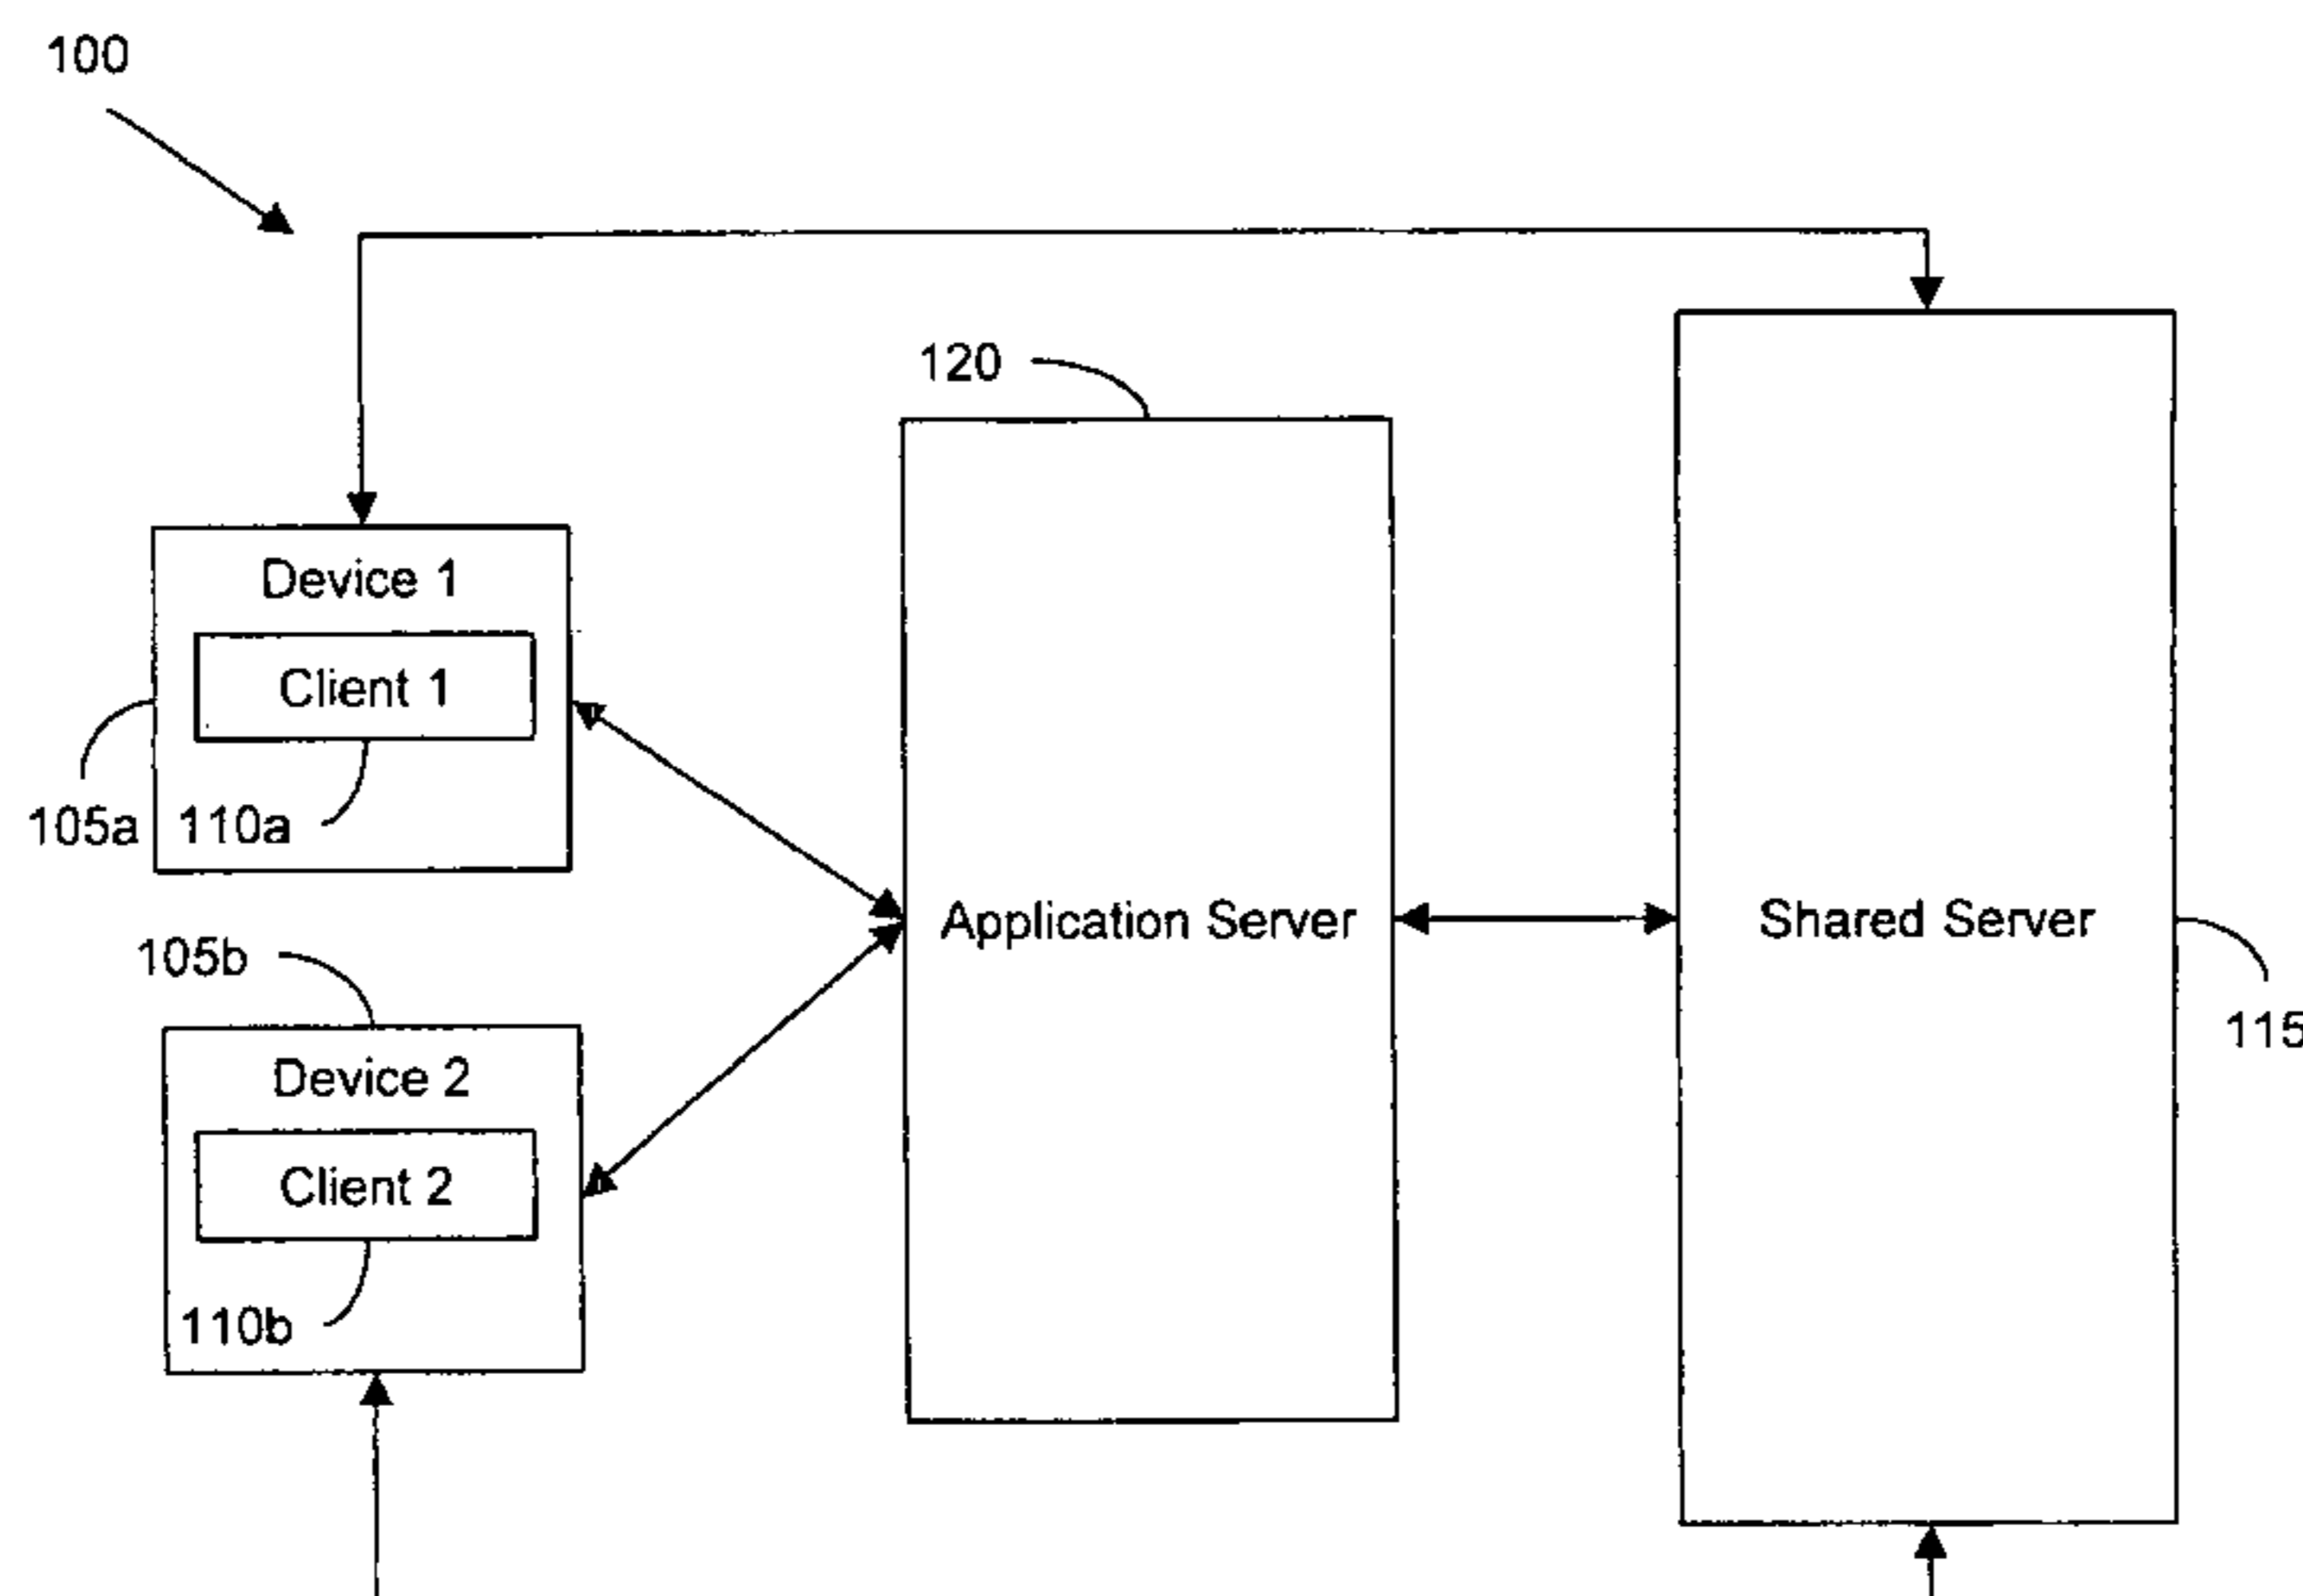 100
120
Device 1
Client 1
105a
110a
Application Server
Shared Server
105b
115
Device 2
Client 2
110b